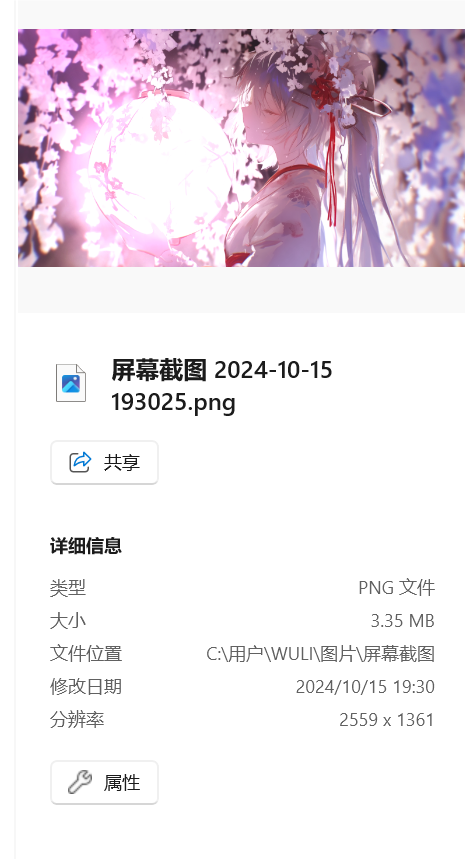 屏幕截图 2024-10-15
193025.png
共享
详细信息
类型 PNG 文件
大小 3.35 MB
文件位置 C:\用户\WULI\图片\屏幕截图
修改日期 2024/10/15 19:30
分辨率 2559 x 1361
属性